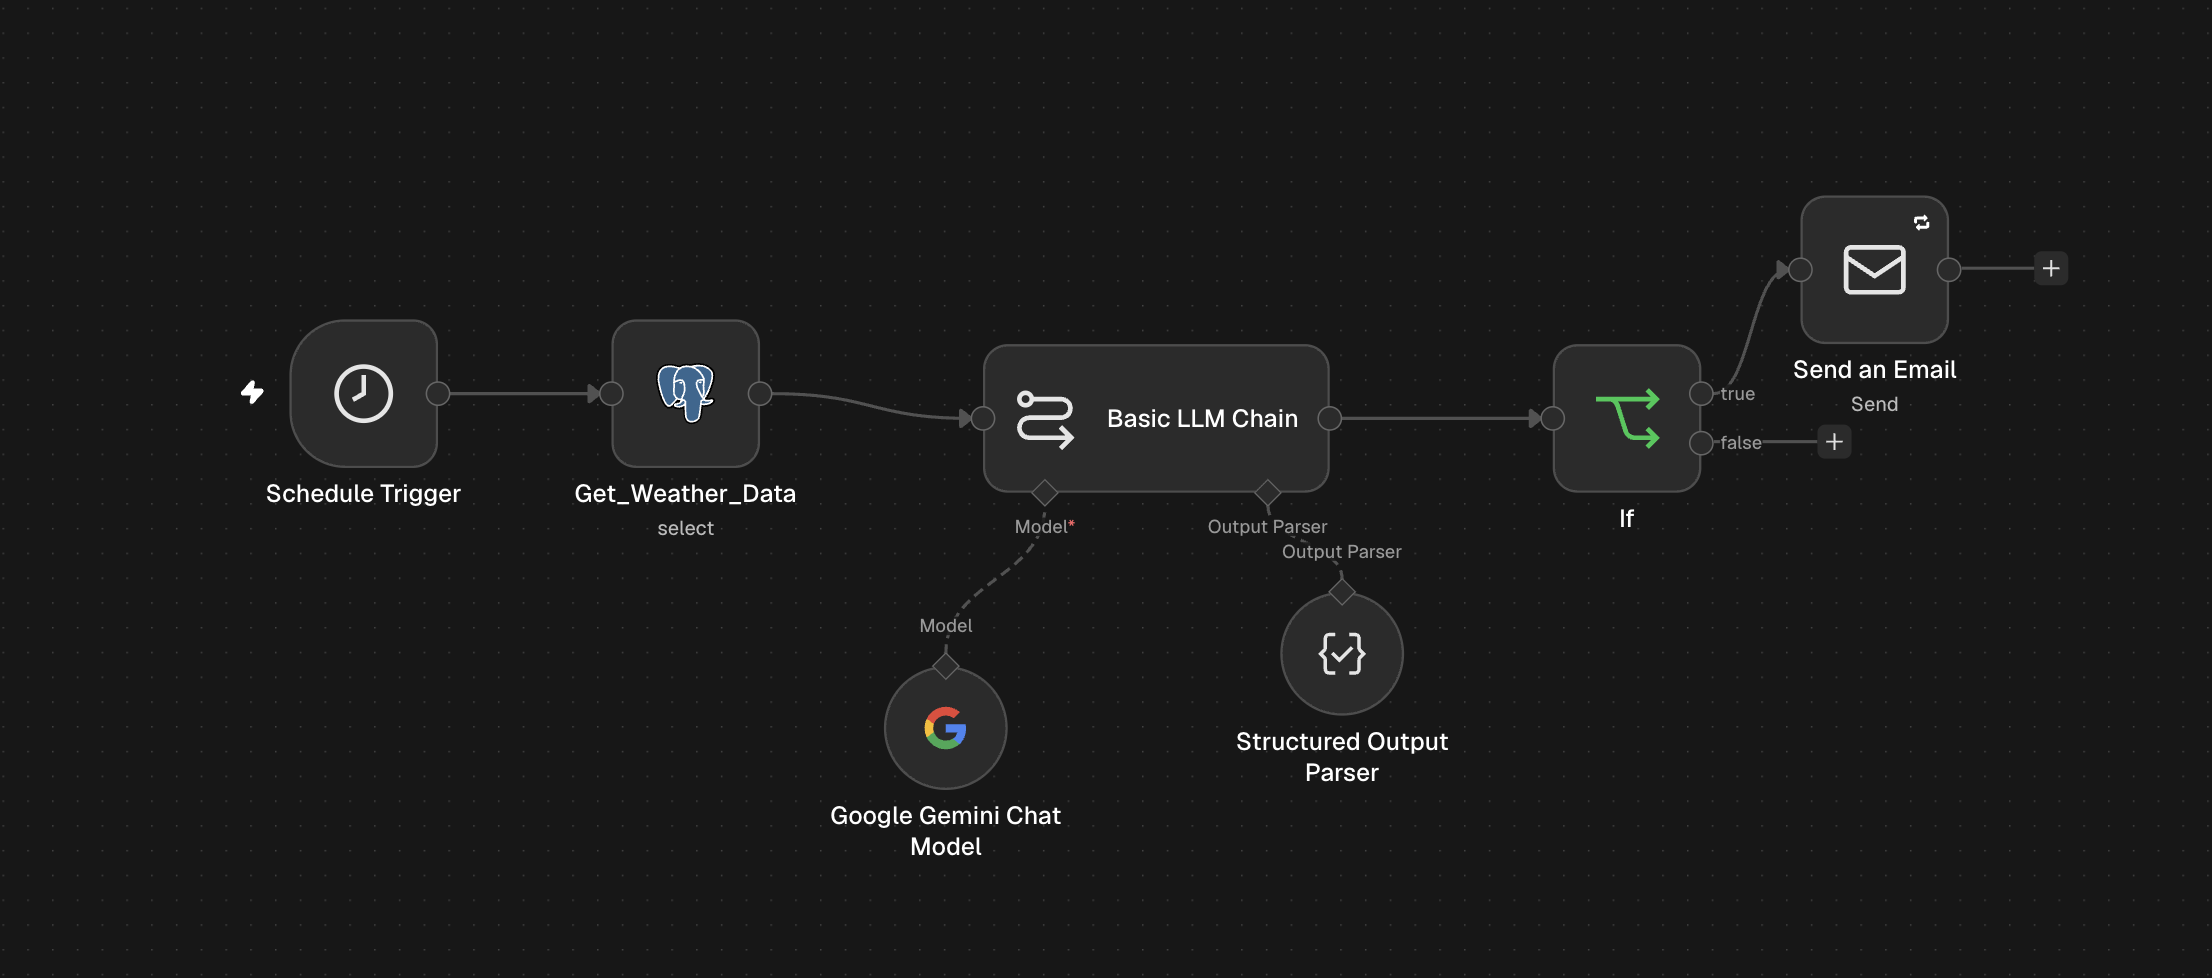 Schedule Trigger
Get_Weather_Data
select
Basic LLM Chain
Model*
Output Parser
Output Parser
Model
Google Gemini Chat
Model
Structured Output
Parser
If
true
false
Send an Email
Send